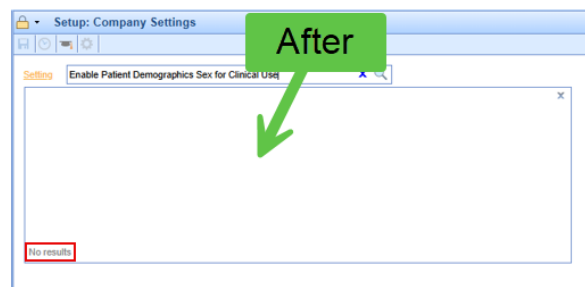 Setup: Company Settings
After
Setting Enable Patient Demographics Sex for Clinical Use x
x
No results